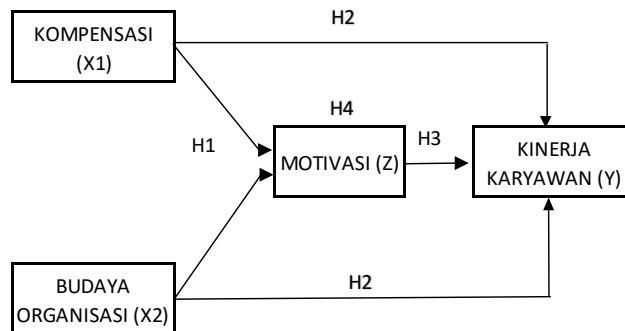 H2
KOMPENSASI
(X1)
H4
H1
MOTIVASI (Z)
H3
KINERJA
KARYAWAN (Y)
BUDAYA
ORGANISASI (X2)
H2